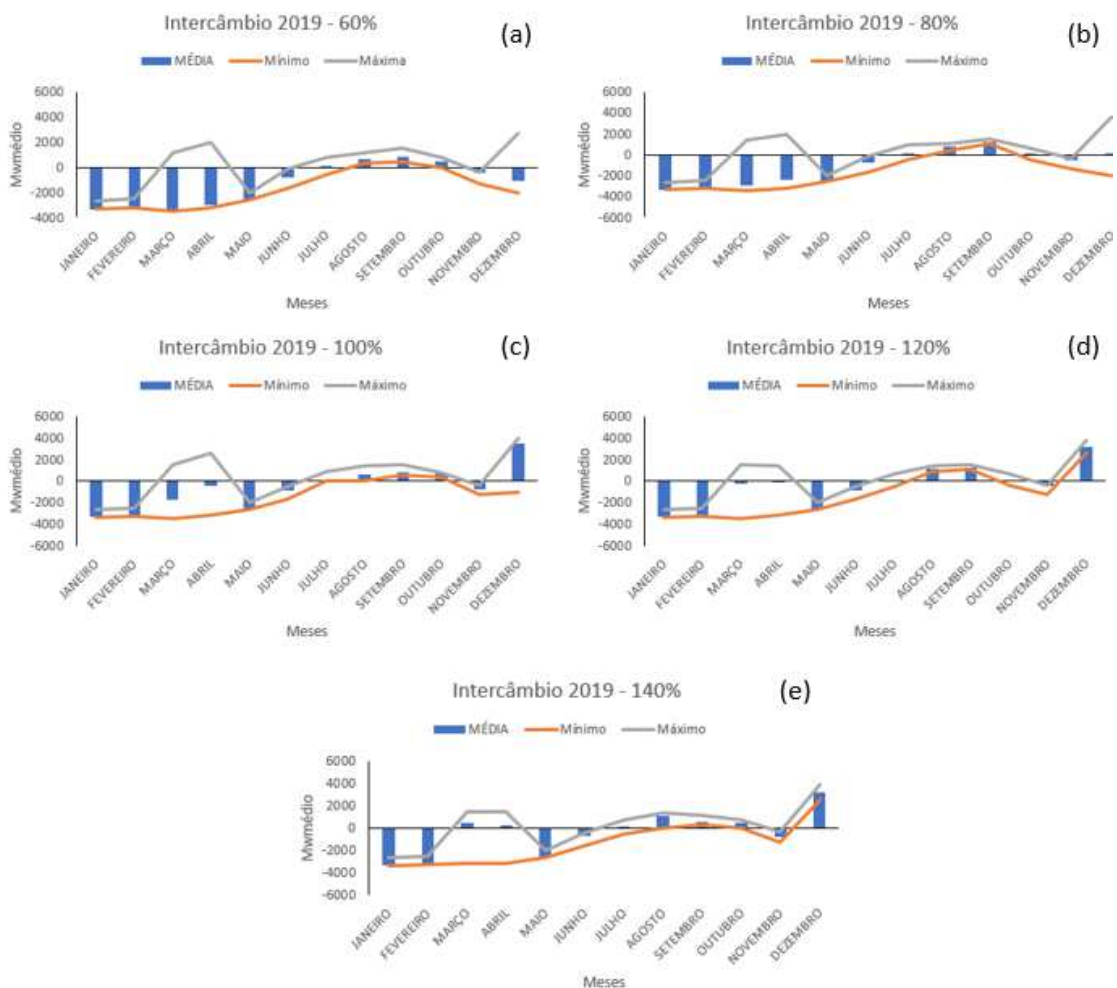 Intercâmbio 2019 - 60% (a)
MÉDIA Mínimo Máxima
Mwmédio
6000
4000
2000
0
-2000
-4000
JANEIRO FEVEREIRO MARÇO ABRIL MAIO JUNHO JULHO AGOSTO SETEMBRO OUTUBRO NOVEMBRO DEZEMBRO
Meses
Intercâmbio 2019 - 80% (b)
MÉDIA Mínimo Máximo
Mwmédio
6000
4000
2000
0
-2000
-4000
-6000
JANEIRO FEVEREIRO MARÇO ABRIL MAIO JUNHO JULHO AGOSTO SETEMBRO OUTUBRO NOVEMBRO DEZEMBRO
Meses
Intercâmbio 2019 - 100% (c)
MÉDIA Mínimo Máximo
Mwmédio
6000
4000
2000
0
-2000
-4000
-6000
JANEIRO FEVEREIRO MARÇO ABRIL MAIO JUNHO JULHO AGOSTO SETEMBRO OUTUBRO NOVEMBRO DEZEMBRO
Meses
Intercâmbio 2019 - 120% (d)
MÉDIA Mínimo Máximo
Mwmédio
6000
4000
2000
0
-2000
-4000
-6000
JANEIRO FEVEREIRO MARÇO ABRIL MAIO JUNHO JULHO AGOSTO SETEMBRO OUTUBRO NOVEMBRO DEZEMBRO
Meses
Intercâmbio 2019 - 140% (e)
MÉDIA Mínimo Máximo
Mwmédio
6000
4000
2000
0
-2000
-4000
-6000
JANEIRO FEVEREIRO MARÇO ABRIL MAIO JUNHO JULHO AGOSTO SETEMBRO OUTUBRO NOVEMBRO DEZEMBRO
Meses